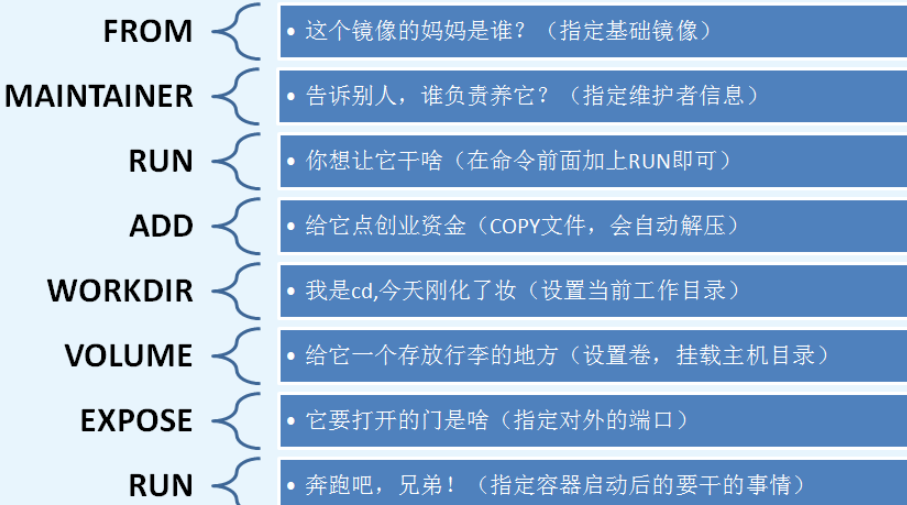 FROM
• 这个镜像的妈妈是谁？（指定基础镜像）
MAINTAINER
• 告诉别人，谁负责养它？（指定维护者信息）
RUN
• 你想让它干啥（在命令前面加上RUN即可）
ADD
• 给它点创业资金（COPY文件，会自动解压）
WORKDIR
• 我是cd,今天刚化了妆（设置当前工作目录）
VOLUME
• 给它一个存放行李的地方（设置卷，挂载主机目录）
EXPOSE
• 它要打开的门是啥（指定对外的端口）
RUN
• 奔跑吧，兄弟！（指定容器启动后的要干的事情）